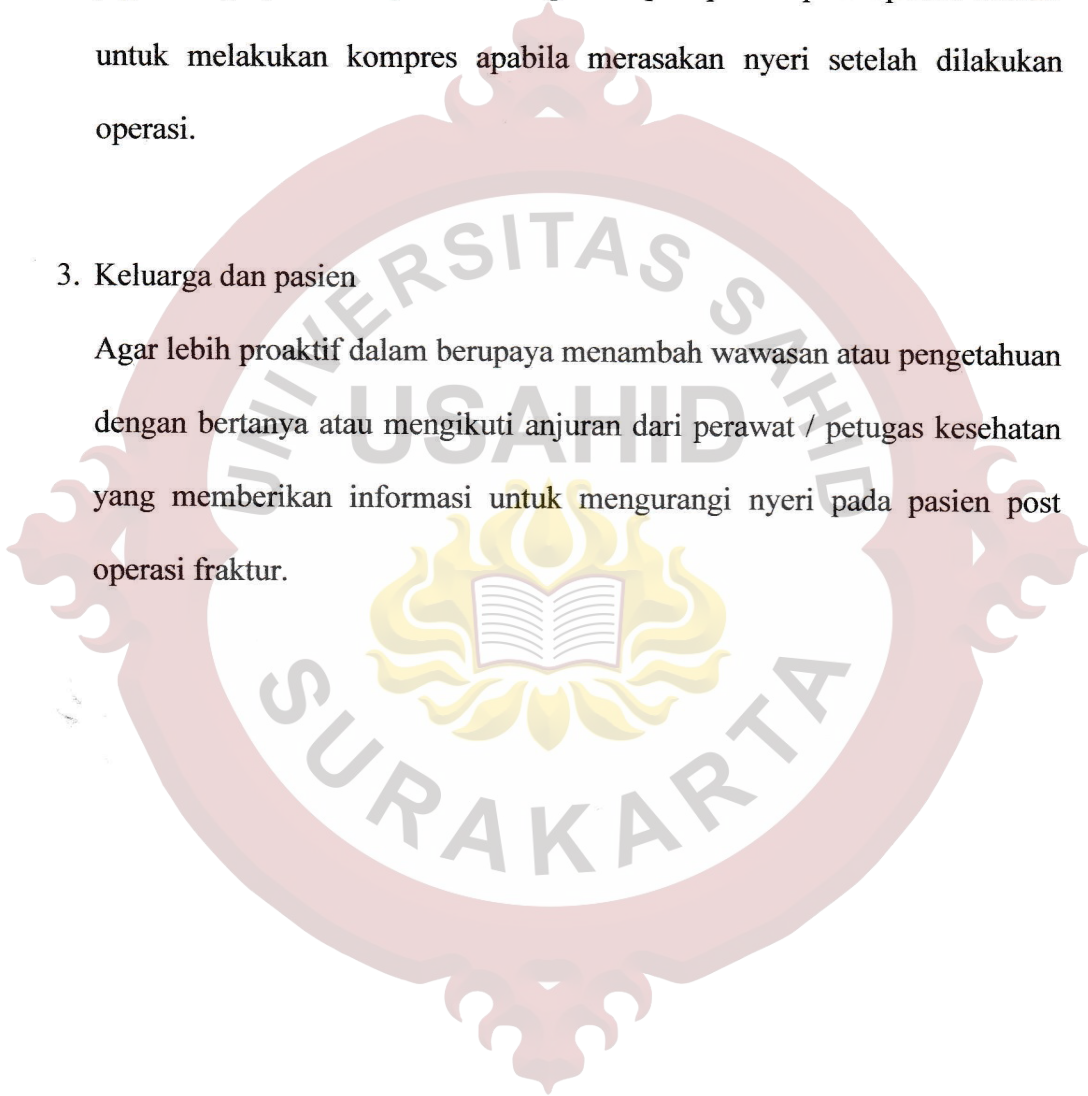 untuk melakukan kompres apabila merasakan nyeri setelah dilakukan
operasi.
3. Keluarga dan pasien
Agar lebih proaktif dalam berupaya menambah wawasan atau pengetahuan
dengan bertanya atau mengikuti anjuran dari perawat / petugas kesehatan
yang memberikan informasi untuk mengurangi nyeri pada pasien post
operasi fraktur.
UNIVERSITAS SAHID
USAHID
SURAKARTA